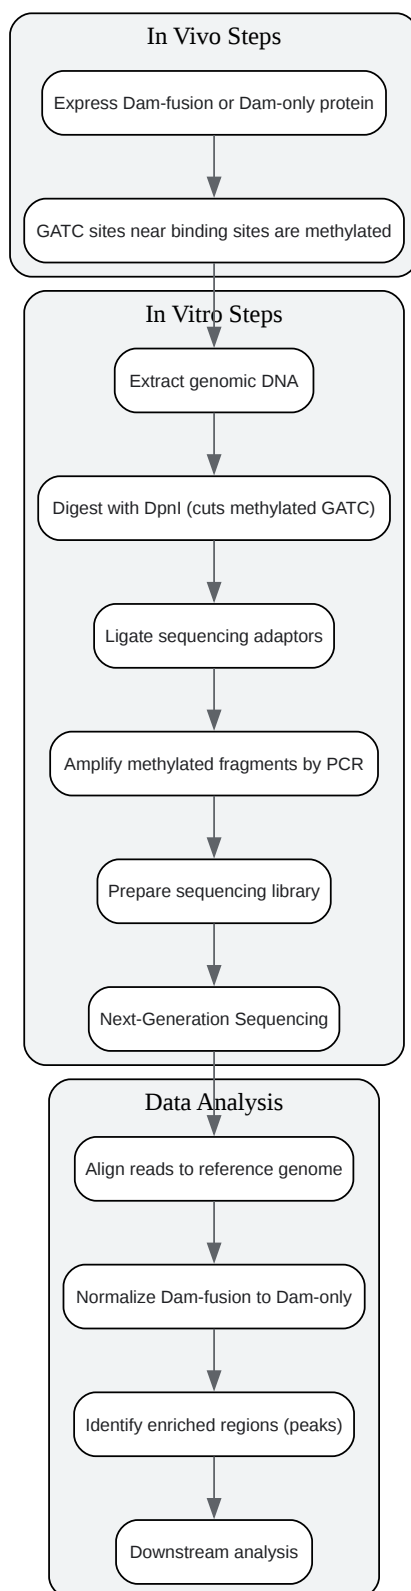 In Vivo Steps
Express Dam-fusion or Dam-only protein
GATC sites near binding sites are methylated
In Vitro Steps
Extract genomic DNA
Digest with DpnI (cuts methylated GATC)
Ligate sequencing adaptors
Amplify methylated fragments by PCR
Prepare sequencing library
Next-Generation Sequencing
Data Analysis
Align reads to reference genome
Normalize Dam-fusion to Dam-only
Identify enriched regions (peaks)
Downstream analysis